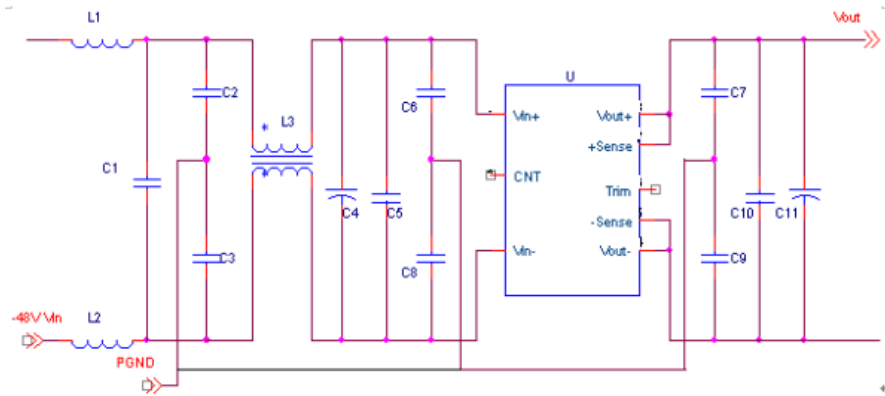 L1
Vout
C2
C1
L3
*
*
C3
C4
C5
C6
C8
U
Vin+
Vout+
+Sense
CNT
Trim
-Sense
Vin-
Vout-
C7
C10
C11
C9
-48V Vin
L2
PGND